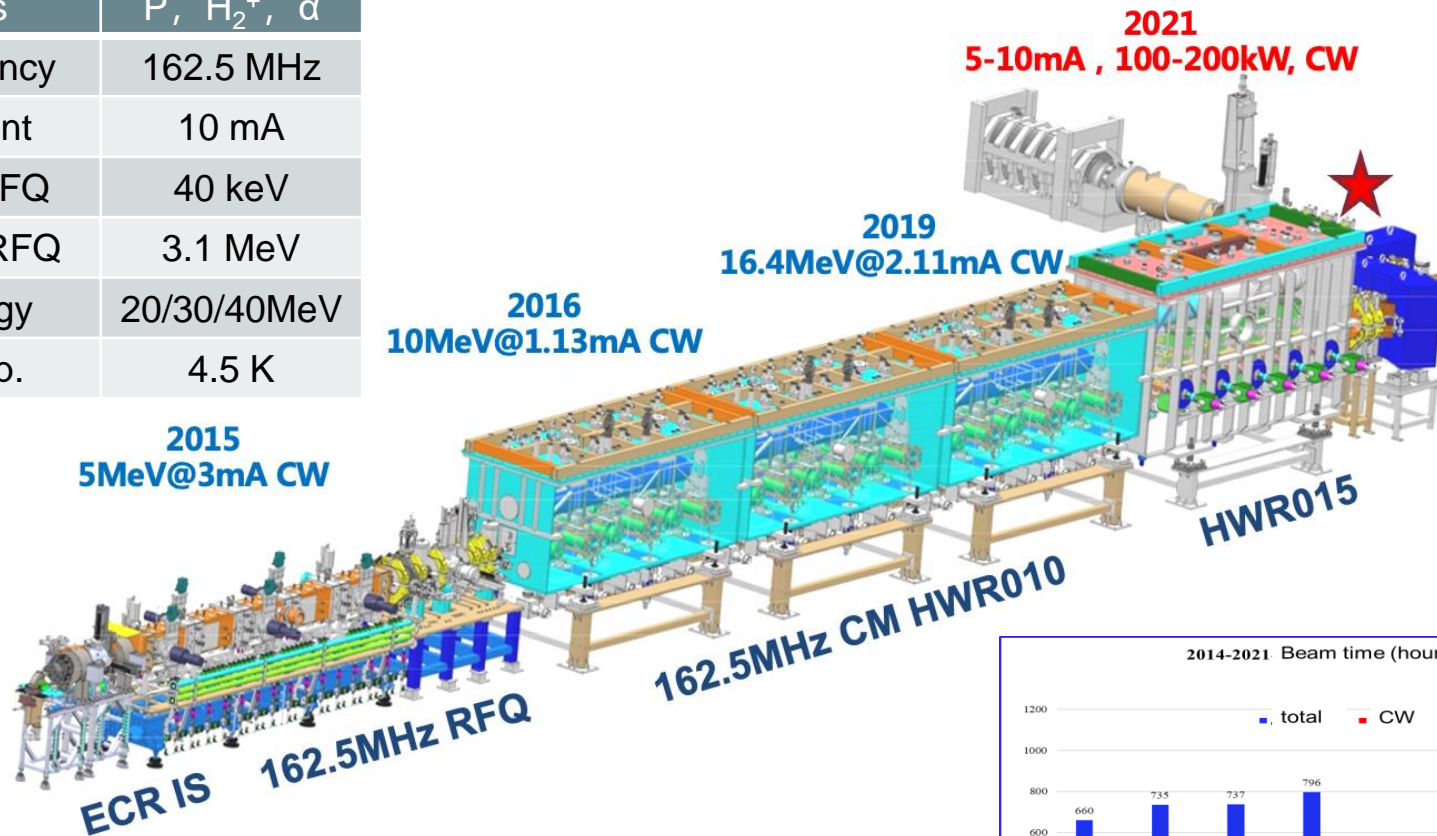 s P, H₂⁺, α
ncy 162.5 MHz
nt 10 mA
FQ 40 keV
RFQ 3.1 MeV
gy 20/30/40MeV
o. 4.5 K
2021
5-10mA , 100-200kW, CW
2019
16.4MeV@2.11mA CW
2016
10MeV@1.13mA CW
2015
5MeV@3mA CW
HWR015
162.5MHz CM HWR010
162.5MHz RFQ
ECR IS
2014-2021 Beam time (hour
total CW
1200
1000
800
600
660
735
737
796